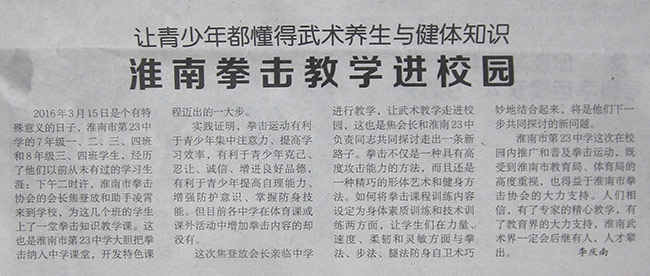 让青少年都懂得武术养生与健体知识
淮南拳击教学进校园
2016年3月15日是个有特
殊意义的日子，淮南市第23中
学的7年级一、二、三、四班
和8年级三、四班学生，经历
了他们以前从未有过的学习生
涯：下午二时许，淮南市拳击
协会的会长焦登放和助手凌霄
来到学校，为这几个班的学生
上了一堂拳击知识教学课。这
也是淮南市第23中学大胆把拳
击纳入中学课堂，开发特色课
程迈出的一大步。
实践证明，拳击运动有利
于青少年集中注意力、提高学
习效率，有利于青少年克己、
忍让、诚信、增进良好品德，
有利于青少年提高自理能力、
增强防护意识、掌握防身技
能。但目前各中学在体育课或
课外活动中增加拳击内容的却
没有。
这次焦登放会长亲临中学
进行教学，让武术教学走进校
园，这也是焦会长和淮南23中
负责同志共同探讨走出一条新
路子。拳击不仅是一种具有高
度攻击能力的方法，而且还是
一种精巧的形体艺术和健身方
法。如何将拳击课程训练内容
设定为身体素质训练和技术训
练两方面，让学生们在力量、
速度、柔韧和灵敏方面与拳
法、步法、腿法防身自卫术巧
妙地结合起来，将是他们下一
步共同探讨的新问题。
淮南市第23中学这次在校
园内推广和普及拳击运动，既
受到淮南市教育局、体育局的
高度重视，也得益于淮南市拳
击协会的大力支持。人们相
信，有了专家的精心教学，有
了教育界的大力支持，淮南武
术界一定会后继有人，人才辈
出。
李庆南